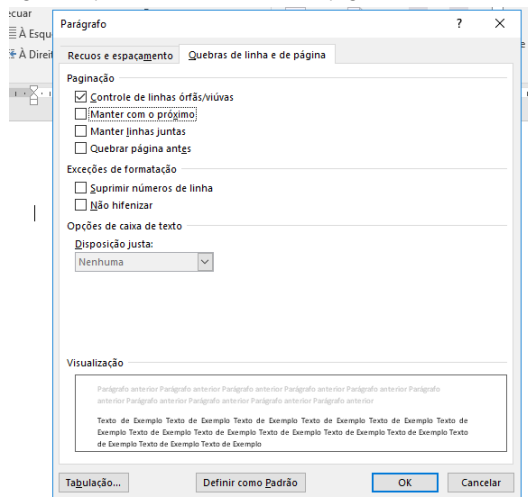 Parágrafo ? X
ecuar
À Esqu
À Direit
Recuos e espaçamento Quebras de linha e de página
Paginação
Controle de linhas órfãs/viúvas
Manter com o próximo
Manter linhas juntas
Quebrar página antes
Exceções de formatação
Suprimir números de linha
Não hifenizar
Opções de caixa de texto
Disposição justa:
Nenhuma
Visualização
Parágrafo anterior Parágrafo anterior Parágrafo anterior Parágrafo anterior Parágrafo anterior Parágrafo
anterior Parágrafo anterior Parágrafo anterior Parágrafo anterior Parágrafo anterior
Texto de Exemplo Texto de Exemplo Texto de Exemplo Texto de Exemplo Texto de Exemplo Texto de
Exemplo Texto de Exemplo Texto de Exemplo Texto de Exemplo Texto de Exemplo Texto de Exemplo Texto
de Exemplo Texto de Exemplo Texto de Exemplo
Tabulação... Definir como Padrão OK Cancelar